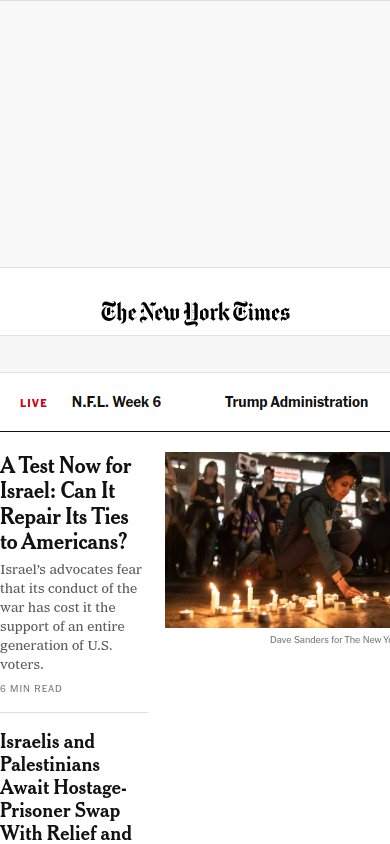 The New York Times
LIVE N.F.L. Week 6 Trump Administration
A Test Now for
Israel: Can It
Repair Its Ties
to Americans?
Israel's advocates fear
that its conduct of the
war has cost it the
support of an entire
generation of U.S.
voters.
6 MIN READ
Dave Sanders for The New Yo
Israelis and
Palestinians
Await Hostage-
Prisoner Swap
With Relief and